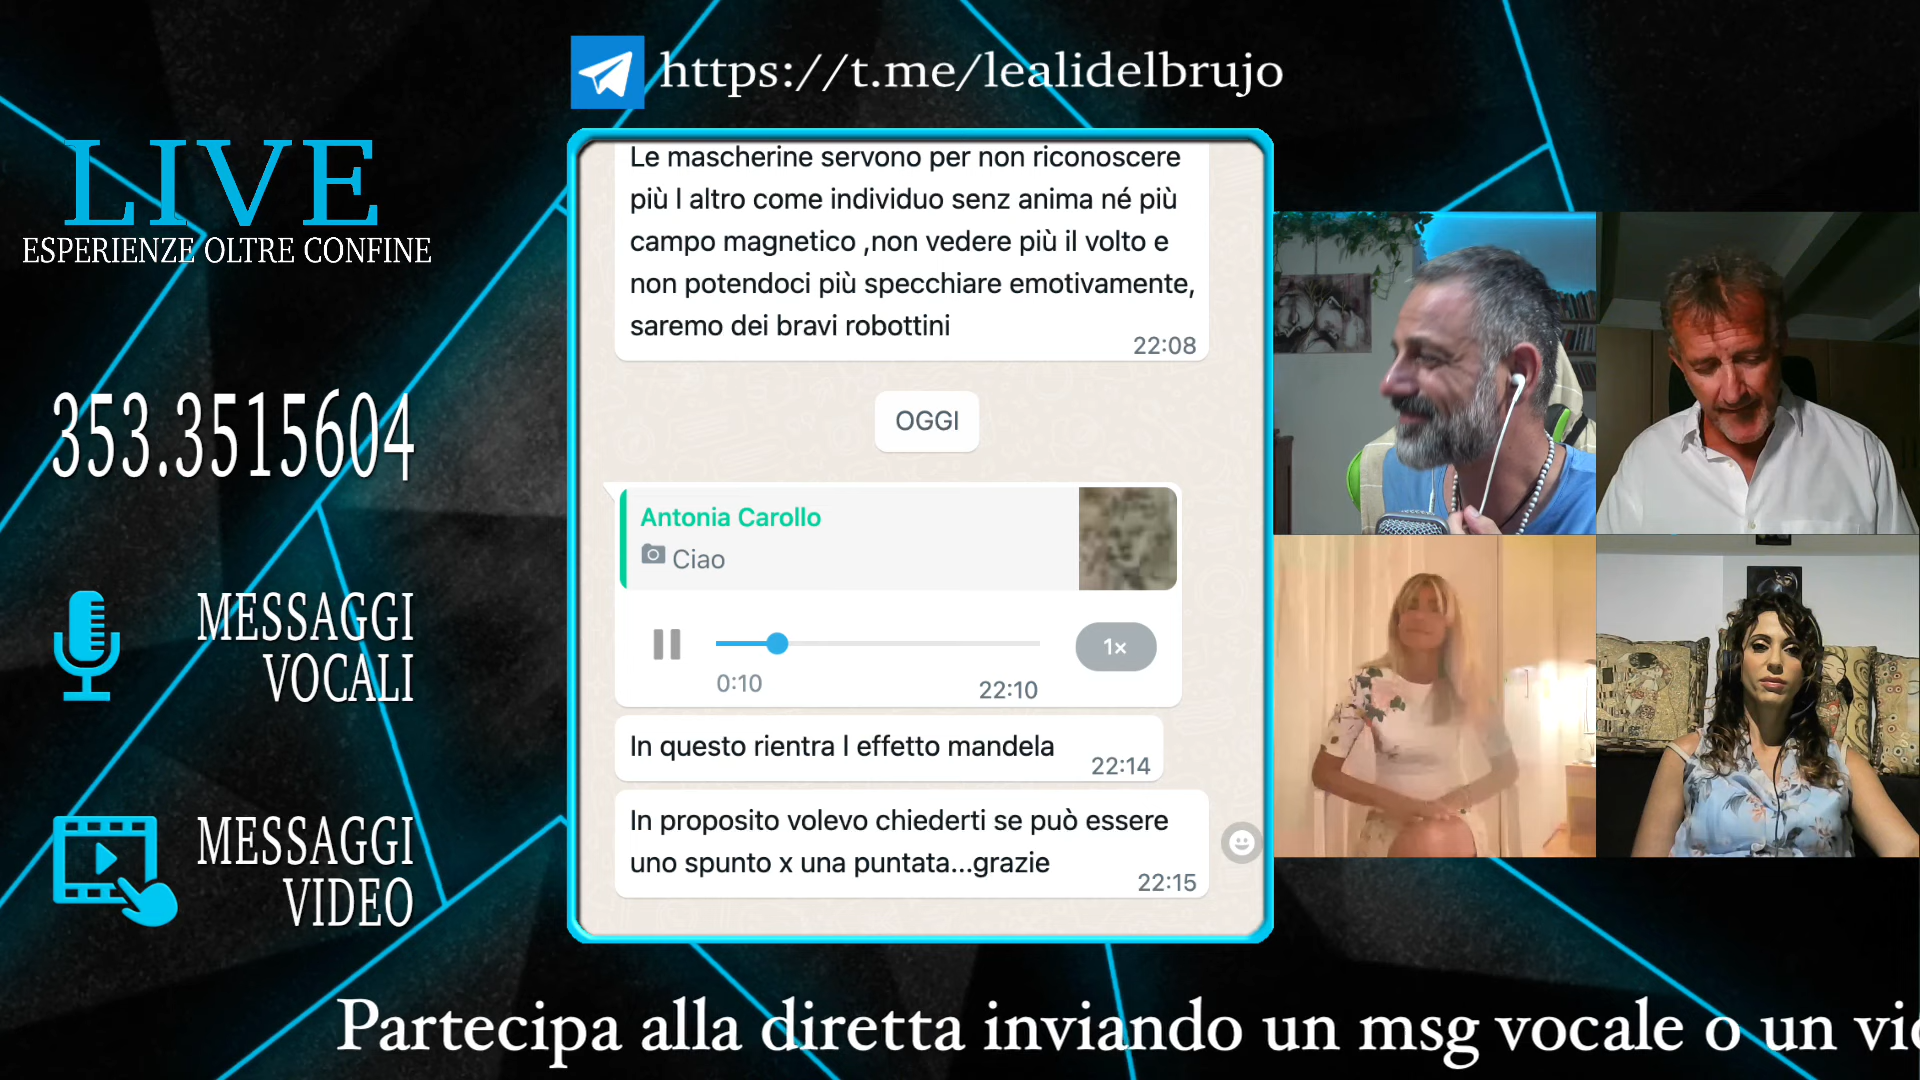 https://t.me/lealidelbrujo
LIVE
ESPERIENZE OLTRE CONFINE
353.3515604
MESSAGGI
VOCALI
MESSAGGI
VIDEO
Le mascherine servono per non riconoscere
più l altro come individuo senz anima né più
campo magnetico ,non vedere più il volto e
non potendoci più specchiare emotivamente,
saremo dei bravi robottini
22:08
OGGI
Antonia Carollo
Ciao
1x
0:10
22:10
In questo rientra l effetto mandela
22:14
In proposito volevo chiederti se può essere
uno spunto x una puntata...grazie
22:15
Partecipa alla diretta inviando un msg vocale o un